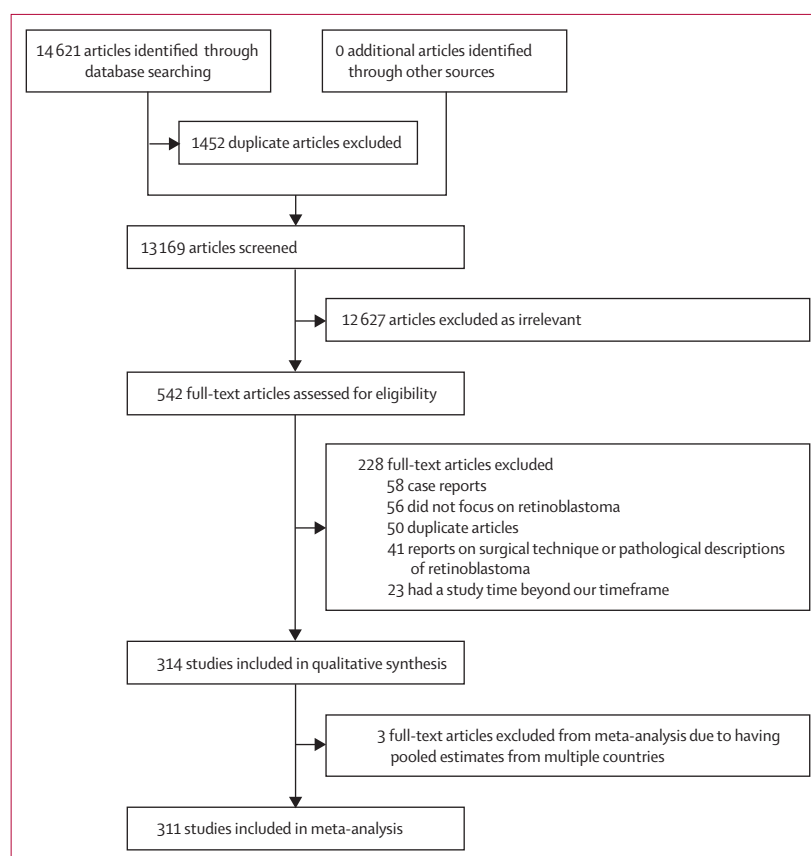 14 621 articles identified through
database searching
0 additional articles identified
through other sources
1452 duplicate articles excluded
13 169 articles screened
12 627 articles excluded as irrelevant
542 full-text articles assessed for eligibility
228 full-text articles excluded
58 case reports
56 did not focus on retinoblastoma
50 duplicate articles
41 reports on surgical technique or pathological descriptions
of retinoblastoma
23 had a study time beyond our timeframe
314 studies included in qualitative synthesis
3 full-text articles excluded from meta-analysis due to having
pooled estimates from multiple countries
311 studies included in meta-analysis